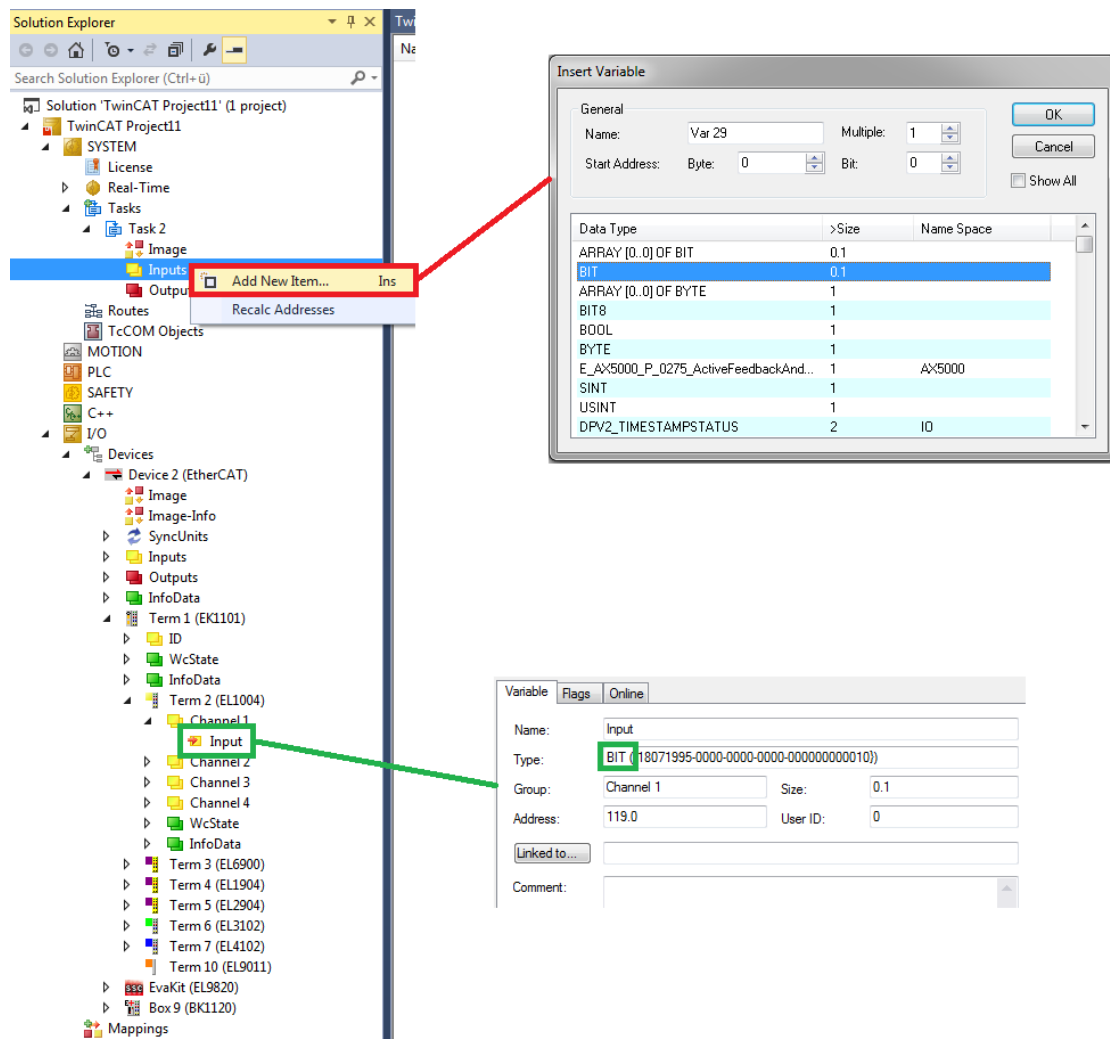 Solution Explorer
Search Solution Explorer (Ctrl+ü)
Solution 'TwinCAT Project11' (1 project)
TwinCAT Project11
SYSTEM
License
Real-Time
Tasks
Task 2
Image
Inputs
Outpu
Add New Item... Ins
Recalc Addresses
Routes
TcCOM Objects
MOTION
PLC
SAFETY
C++
I/O
Devices
Device 2 (EtherCAT)
Image
Image-Info
SyncUnits
Inputs
Outputs
InfoData
Term 1 (EK1101)
ID
WcState
InfoData
Term 2 (EL1004)
Channel 1
Input
Channel 2
Channel 3
Channel 4
WcState
InfoData
Term 3 (EL6900)
Term 4 (EL1904)
Term 5 (EL2904)
Term 6 (EL3102)
Term 7 (EL4102)
Term 10 (EL9011)
EvaKit (EL9820)
Box 9 (BK1120)
Mappings
Twi
Na
Insert Variable
General
Name: Var 29 Multiple: 1
Start Address: Byte: 0 Bit: 0
OK
Cancel
Show All
Data Type >Size Name Space
ARRAY [0..0] OF BIT 0.1
BIT 0.1
ARRAY [0..0] OF BYTE 1
BIT8 1
BOOL 1
BYTE 1
E_AX5000_P_0275_ActiveFeedbackAnd... 1 AX5000
SINT 1
USINT 1
DPV2_TIMESTAMPSTATUS 2 IO
Variable Flags Online
Name: Input
Type: BIT ({18071995-0000-0000-0000-000000000010})
Group: Channel 1 Size: 0.1
Address: 119.0 User ID: 0
Linked to...
Comment: